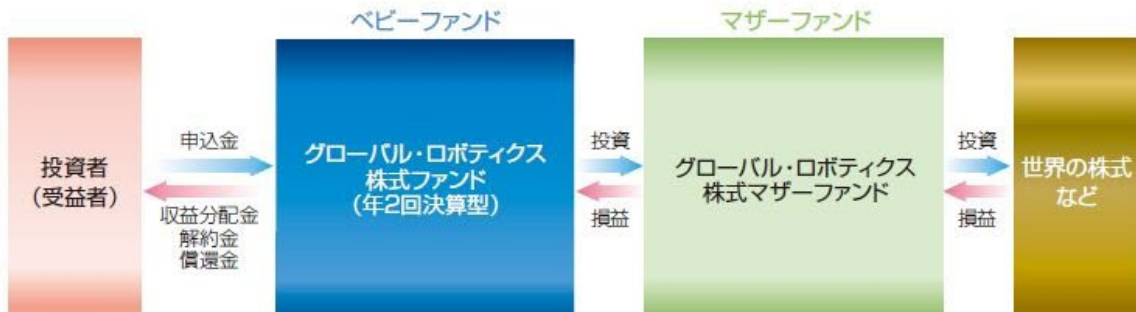 ベビーファンド
マザーファンド
投資者
(受益者)
申込金
収益分配金
解約金
償還金
グローバル・ロボティクス
株式ファンド
(年2回決算型)
投資
損益
グローバル・ロボティクス
株式マザーファンド
投資
損益
世界の株式
など